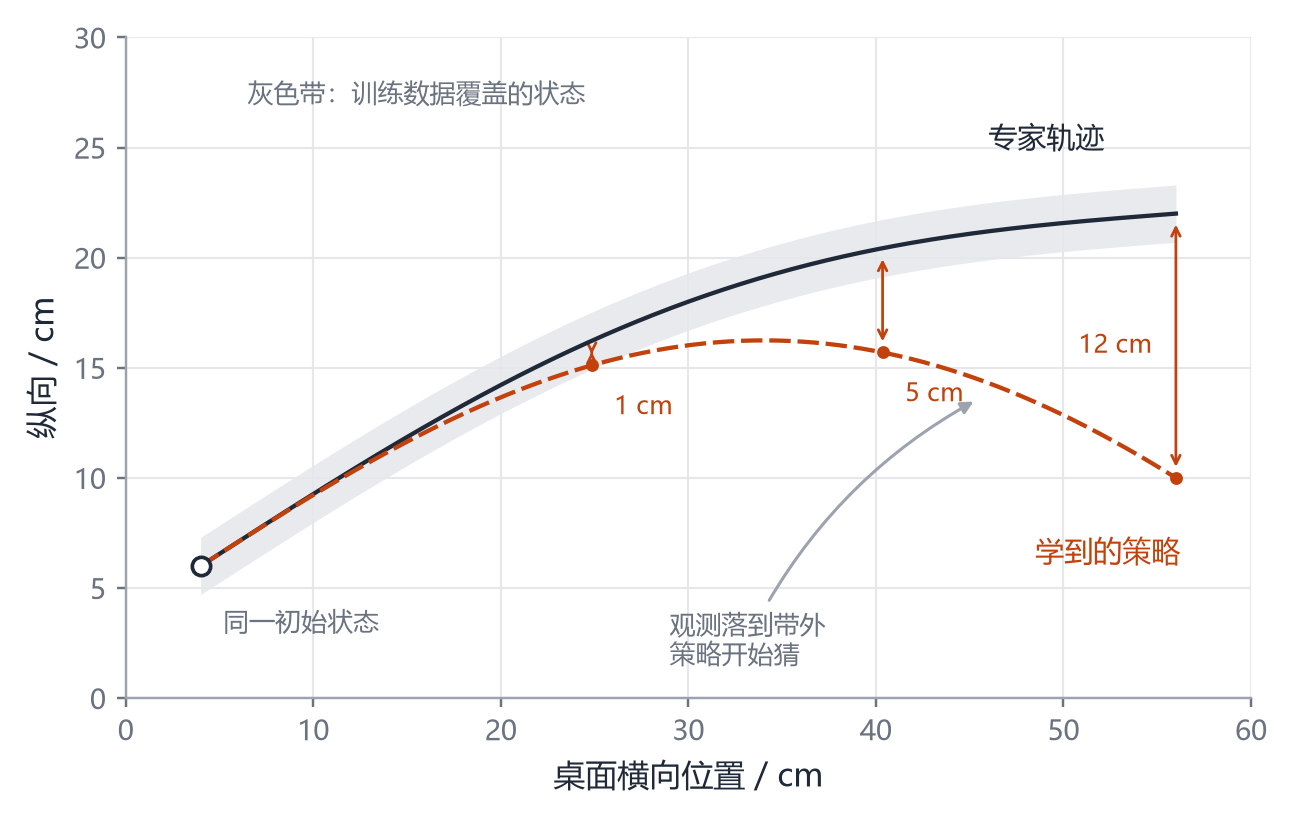 30
灰色带：训练数据覆盖的状态
专家轨迹
25
20
15
10
5
0
纵向 / cm
12 cm
5 cm
1 cm
学到的策略
同一初始状态
观测落到带外
策略开始猜
0 10 20 30 40 50 60
桌面横向位置 / cm